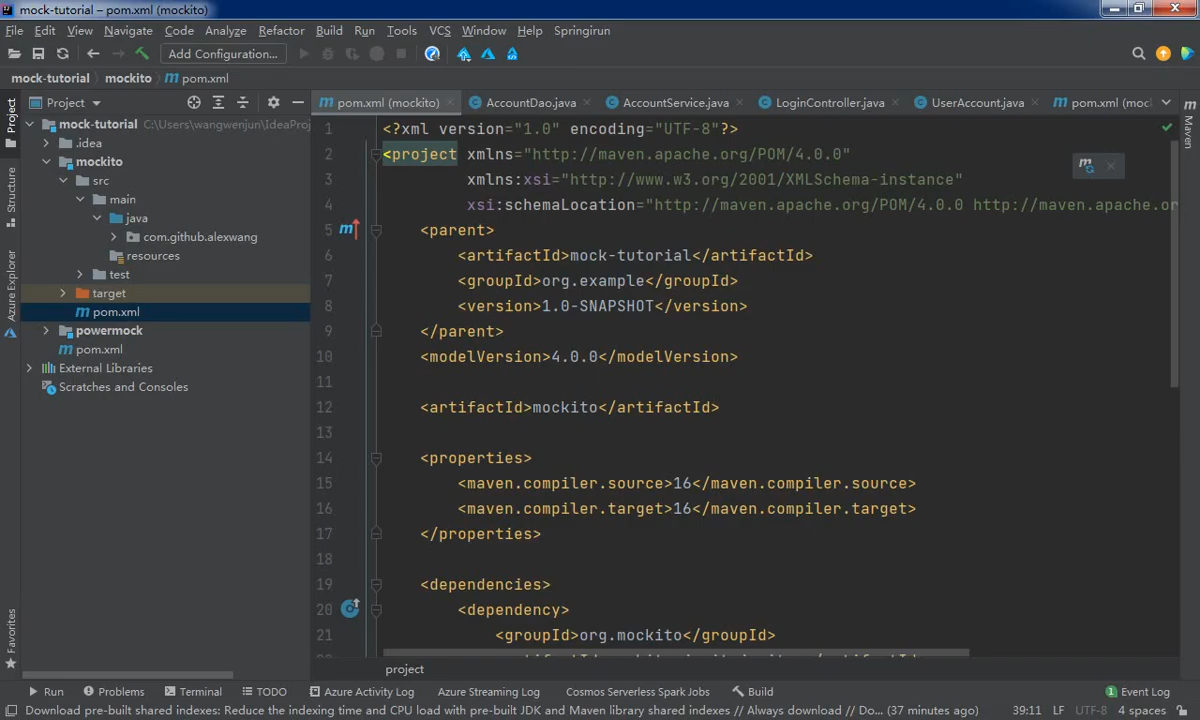 mock-tutorial – pom.xml (mockito)
File Edit View Navigate Code Analyze Refactor Build Run Tools VCS Window Help Springirun
Add Configuration...
mock-tutorial mockito pom.xml
Project
pom.xml (mockito) AccountDao.java AccountService.java LoginController.java UserAccount.java pom.xml (moc
Project
Structure
Azure Explorer
Favorites
Maven
mock-tutorial C:\Users\wangwenjun\IdeaProj
.idea
mockito
src
main
java
com.github.alexwang
resources
test
target
pom.xml
powermock
pom.xml
External Libraries
Scratches and Consoles
1 <?xml version="1.0" encoding="UTF-8"?>
2 <project xmlns="http://maven.apache.org/POM/4.0.0"
3 xmlns:xsi="http://www.w3.org/2001/XMLSchema-instance"
4 xsi:schemaLocation="http://maven.apache.org/POM/4.0.0 http://maven.apache.or
5 <parent>
6 <artifactId>mock-tutorial</artifactId>
7 <groupId>org.example</groupId>
8 <version>1.0-SNAPSHOT</version>
9 </parent>
10 <modelVersion>4.0.0</modelVersion>
11
12 <artifactId>mockito</artifactId>
13
14 <properties>
15 <maven.compiler.source>16</maven.compiler.source>
16 <maven.compiler.target>16</maven.compiler.target>
17 </properties>
18
19 <dependencies>
20 <dependency>
21 <groupId>org.mockito</groupId>
project
Run Problems Terminal TODO Azure Activity Log Azure Streaming Log Cosmos Serverless Spark Jobs Build 1 Event Log
Download pre-built shared indexes: Reduce the indexing time and CPU load with pre-built JDK and Maven library shared indexes // Always download // Do... (37 minutes ago) 39:11 LF UTF-8 4 spaces